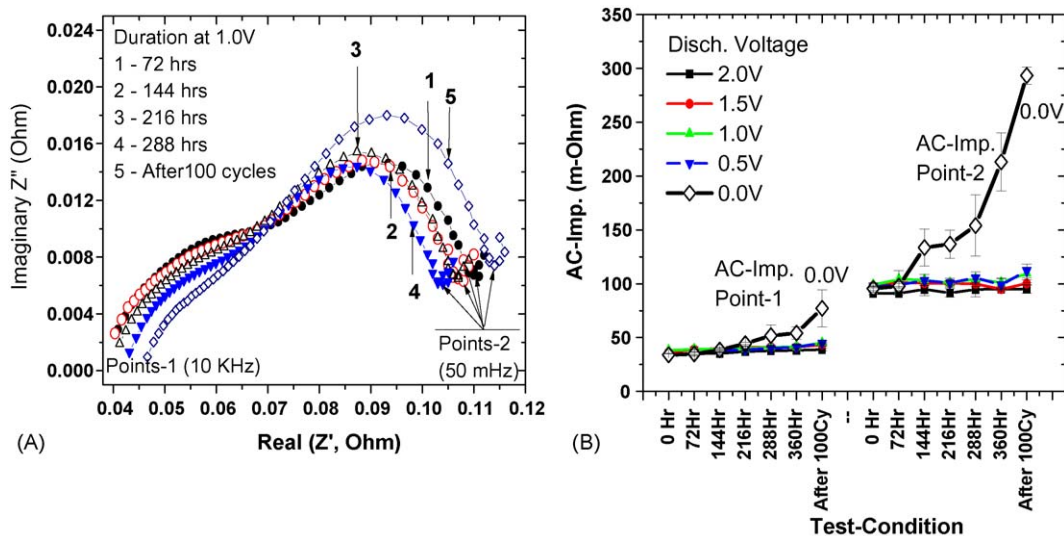 0.024
0.020
0.016
0.012
0.008
0.004
0.000
Imaginary Z" (Ohm)
Duration at 1.0V
1 - 72 hrs
2 - 144 hrs
3 - 216 hrs
4 - 288 hrs
5 - After100 cycles
3
1
5
2
4
Points-1 (10 KHz)
Points-2
(50 mHz)
0.04 0.05 0.06 0.07 0.08 0.09 0.10 0.11 0.12
Real (Z', Ohm)
(A)
350
300
250
200
150
100
50
0
AC-Imp. (m-Ohm)
Disch. Voltage
2.0V
1.5V
1.0V
0.5V
0.0V
AC-Imp.
Point-1
0.0V
AC-Imp.
Point-2
0.0V
0 Hr
72Hr
144Hr
216Hr
288Hr
360Hr
After 100Cy
--
0 Hr
72Hr
144Hr
216Hr
288Hr
360Hr
After 100Cy
Test-Condition
(B)